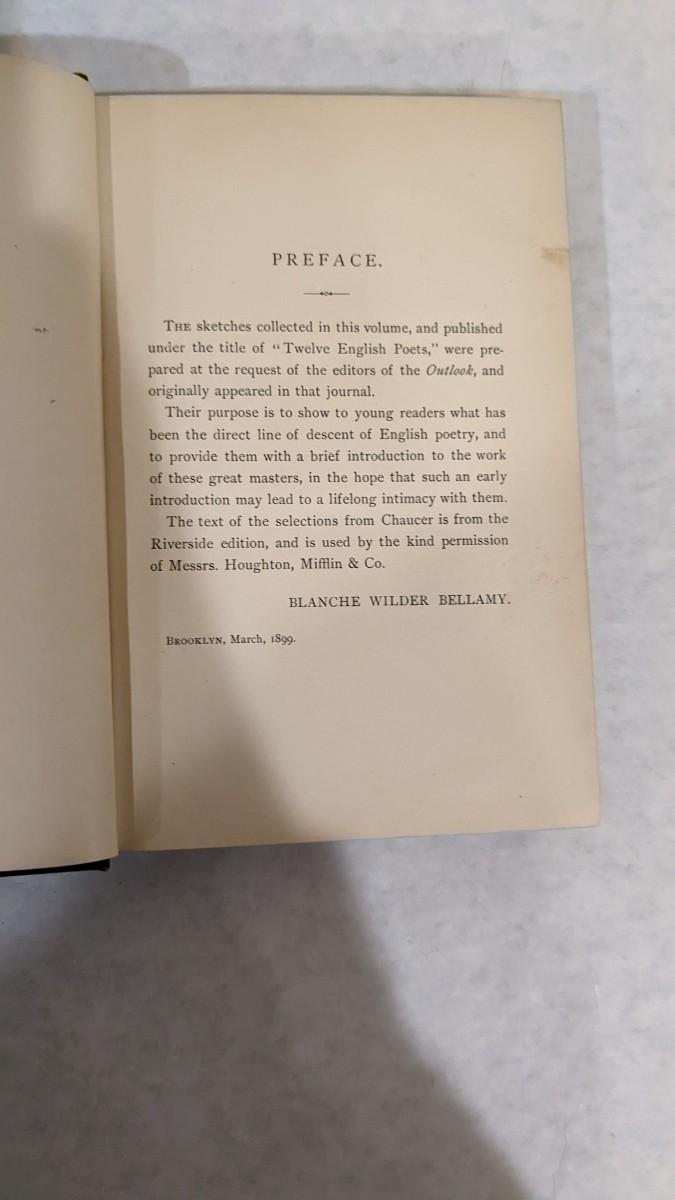 PREFACE.
THE sketches collected in this volume, and published
under the title of “Twelve English Poets,” were pre-
pared at the request of the editors of the Outlook, and
originally appeared in that journal.
Their purpose is to show to young readers what has
been the direct line of descent of English poetry, and
to provide them with a brief introduction to the work
of these great masters, in the hope that such an early
introduction may lead to a lifelong intimacy with them.
The text of the selections from Chaucer is from the
Riverside edition, and is used by the kind permission
of Messrs. Houghton, Mifflin & Co.
BLANCHE WILDER BELLAMY.
BROOKLYN, March, 1899.